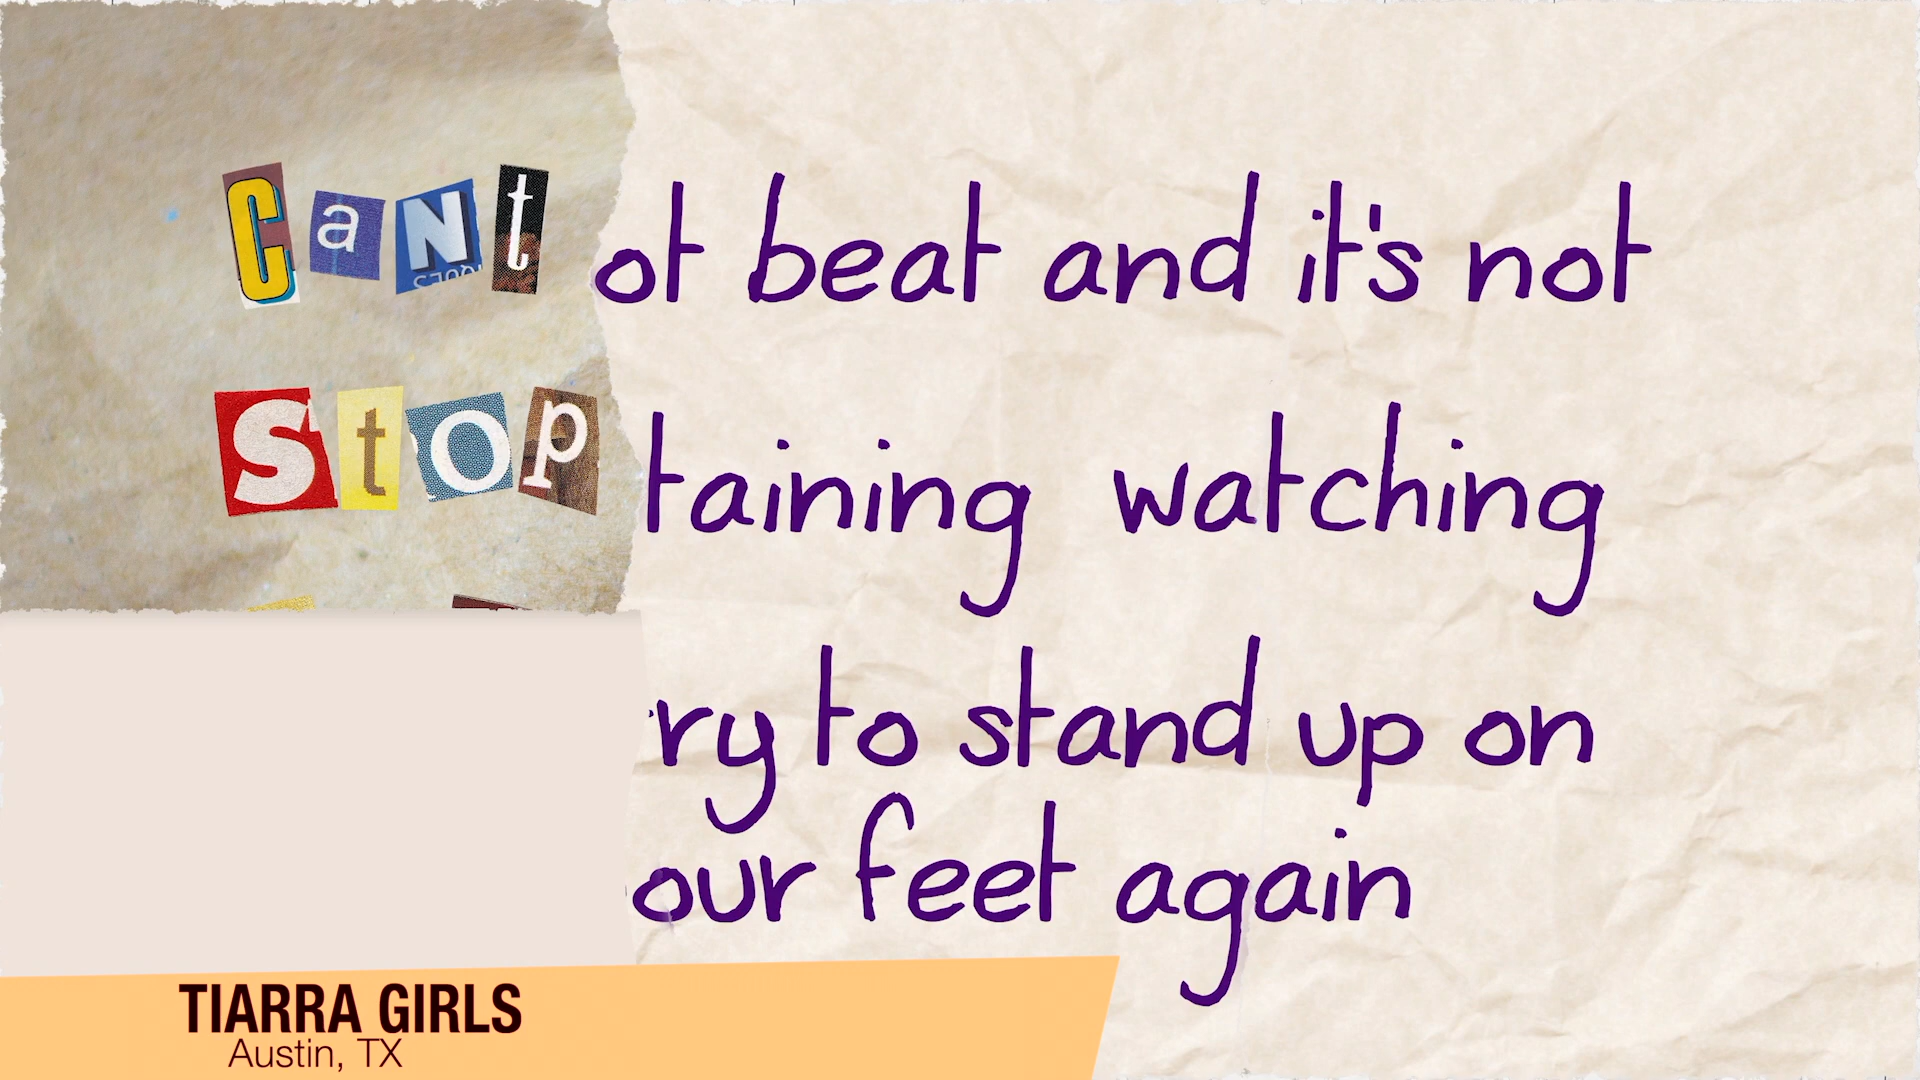 Cant
Stop
ot beat and it's not
taining watching
ry to stand up on
our feet again
TIARRA GIRLS
Austin, TX